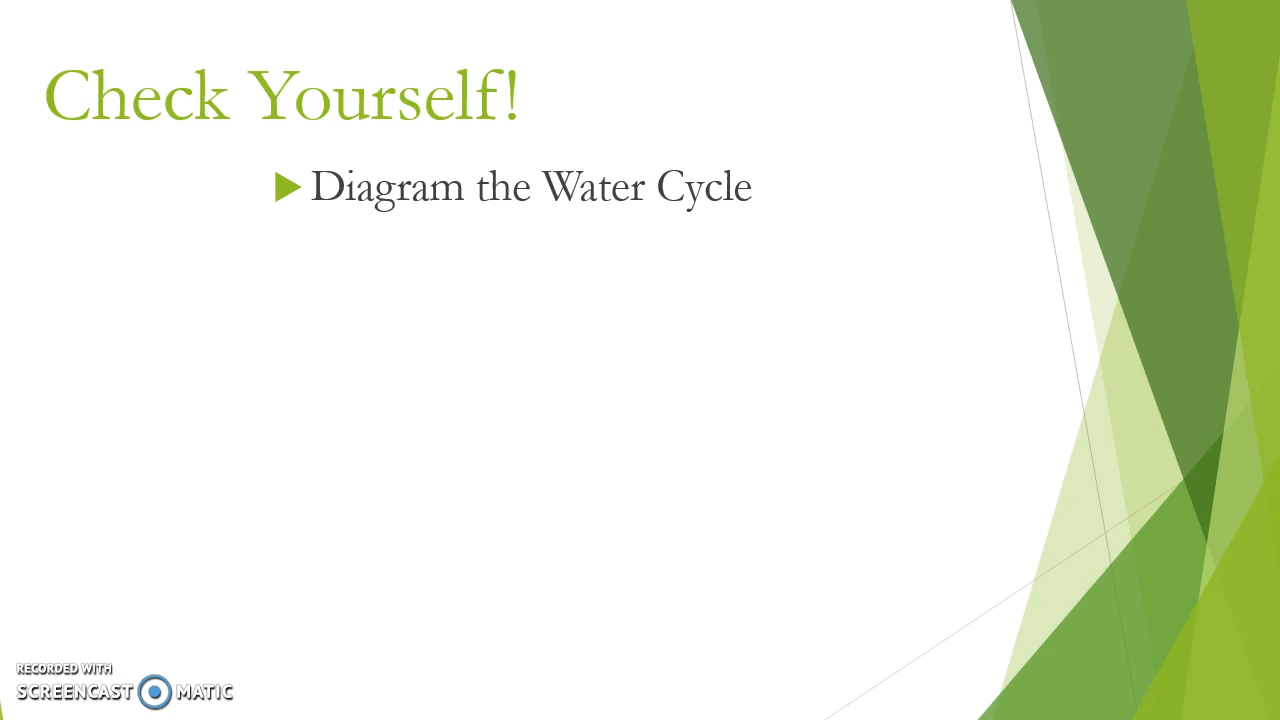 Check Yourself!
Diagram the Water Cycle
RECORDED WITH
SCREENCAST MATIC